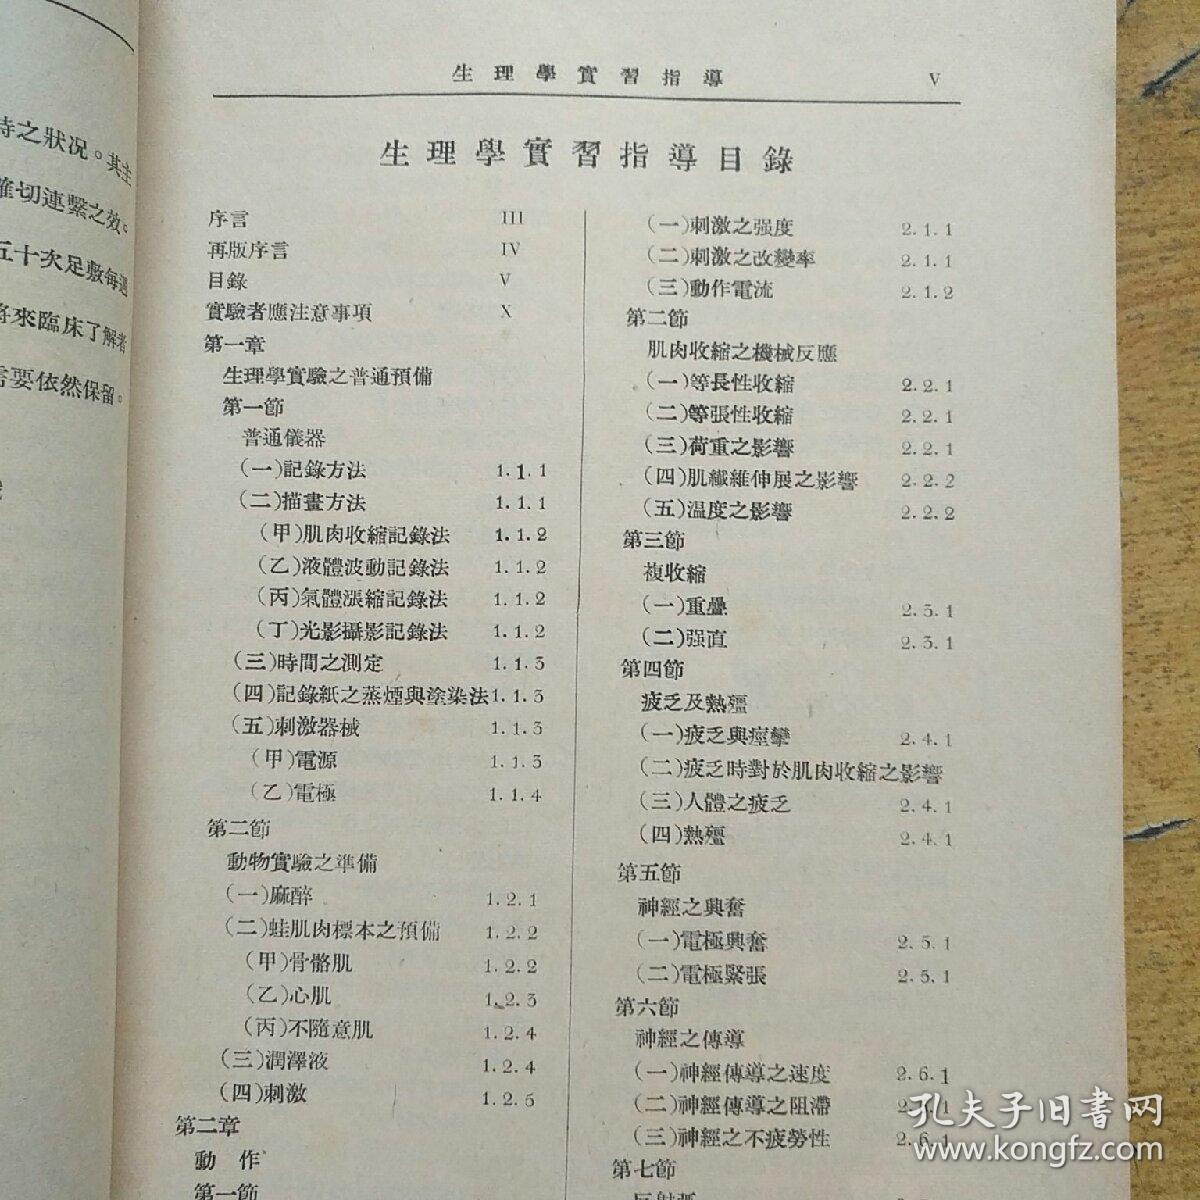 待之狀况。其主
確切連繫之效。
五十次足敷每週
將來臨床了解者
需要依然保留。
生理學實習指導 V
生理學實習指導目錄
序言 III
再版序言 IV
目錄 V
實驗者應注意事項 X
第一章
生理學實驗之普通預備
第一節
普通儀器
(一)記錄方法 1.1.1
(二)描畫方法 1.1.1
(甲)肌肉收縮記錄法 1.1.2
(乙)液體波動記錄法 1.1.2
(丙)氣體漲縮記錄法 1.1.2
(丁)光影攝影記錄法 1.1.2
(三)時間之測定 1.1.3
(四)記錄紙之蒸煙與塗染法 1.1.3
(五)刺激器械 1.1.3
(甲)電源 1.1.3
(乙)電極 1.1.4
第二節
動物實驗之準備
(一)麻醉 1.2.1
(二)蛙肌肉標本之預備 1.2.2
(甲)骨骼肌 1.2.2
(乙)心肌 1.2.3
(丙)不隨意肌 1.2.4
(三)潤澤液 1.2.4
(四)刺激 1.2.5
第二章
動作
第一節
(一)刺激之强度 2.1.1
(二)刺激之改變率 2.1.1
(三)動作電流 2.1.2
第二節
肌肉收縮之機械反應
(一)等長性收縮 2.2.1
(二)等張性收縮 2.2.1
(三)荷重之影響 2.2.1
(四)肌纖維伸展之影響 2.2.2
(五)温度之影響 2.2.2
第三節
複收縮
(一)重疊 2.3.1
(二)强直 2.3.1
第四節
疲乏及熱殭
(一)疲乏與痙攣 2.4.1
(二)疲乏時對於肌肉收縮之影響
(三)人體之疲乏 2.4.1
(四)熱殭 2.4.1
第五節
神經之興奮
(一)電極興奮 2.5.1
(二)電極緊張 2.5.1
第六節
神經之傳導
(一)神經傳導之速度 2.6.1
(二)神經傳導之阻滯
(三)神經之不疲勞性 2.6.1
第七節
反射弧
孔夫子旧書网
www.kongfz.com